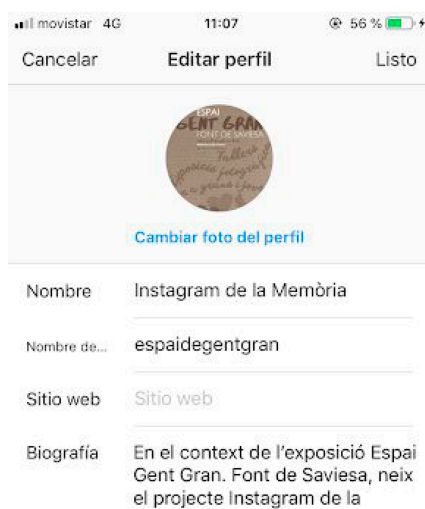 movistar 4G 11:07 56 %
Cancelar Editar perfil Listo
ESPAI
GENT GRAN
FONT DE SAVIESA
Tallers
Cambiar foto del perfil
Nombre Instagram de la Memòria
Nombre de... espaidegentgran
Sitio web Sitio web
Biografía En el context de l'exposició Espai
Gent Gran. Font de Saviesa, neix
el projecte Instagram de la